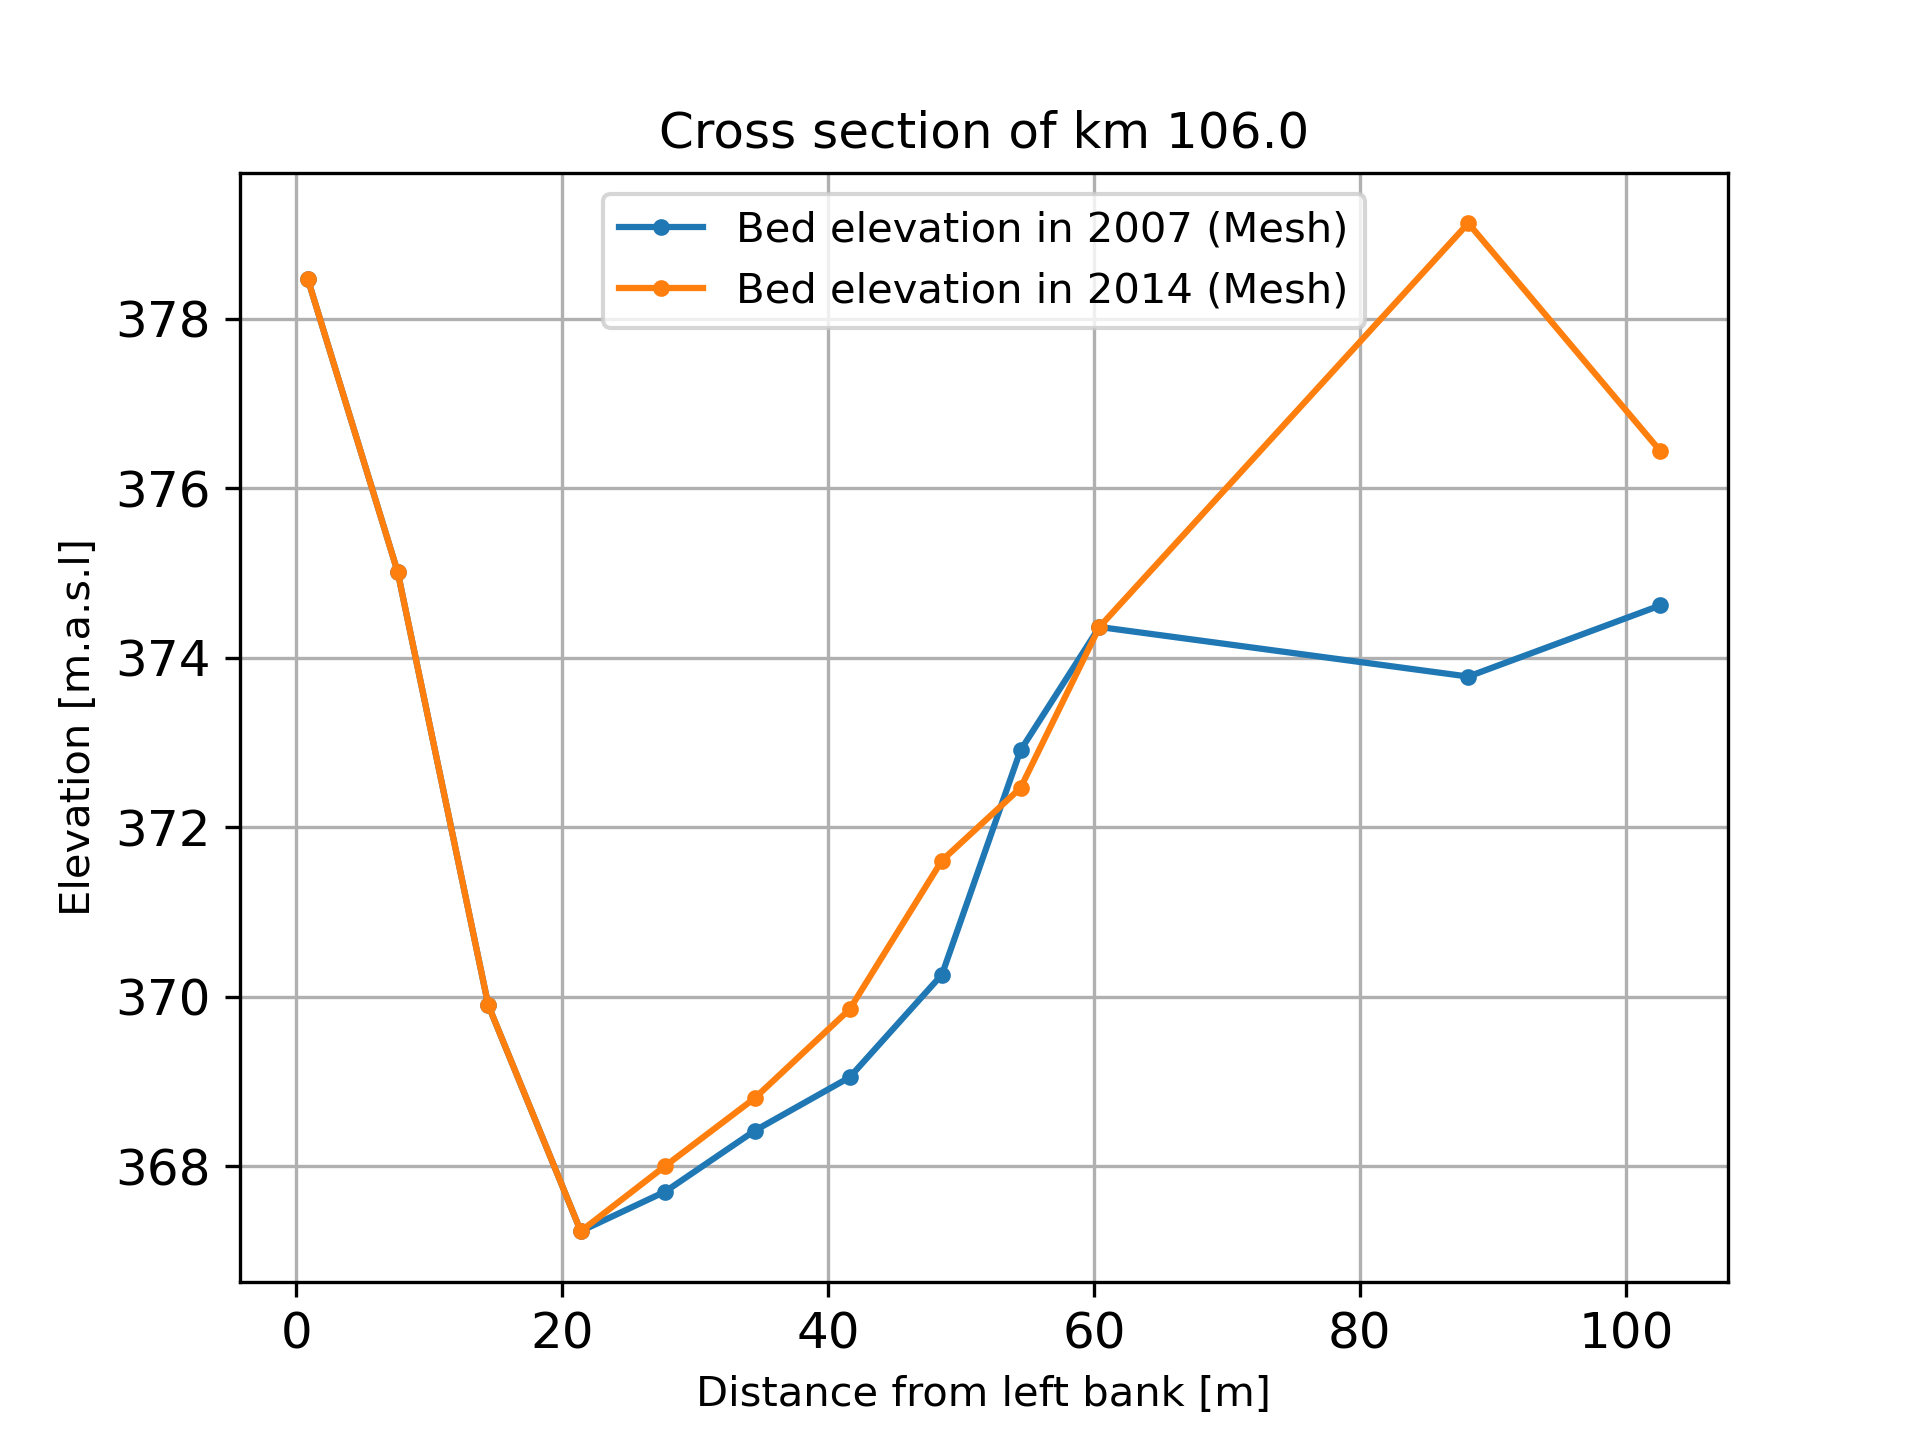 Cross section of km 106.0
Bed elevation in 2007 (Mesh)
Bed elevation in 2014 (Mesh)
Elevation [m.a.s.l]
378
376
374
372
370
368
0 20 40 60 80 100
Distance from left bank [m]